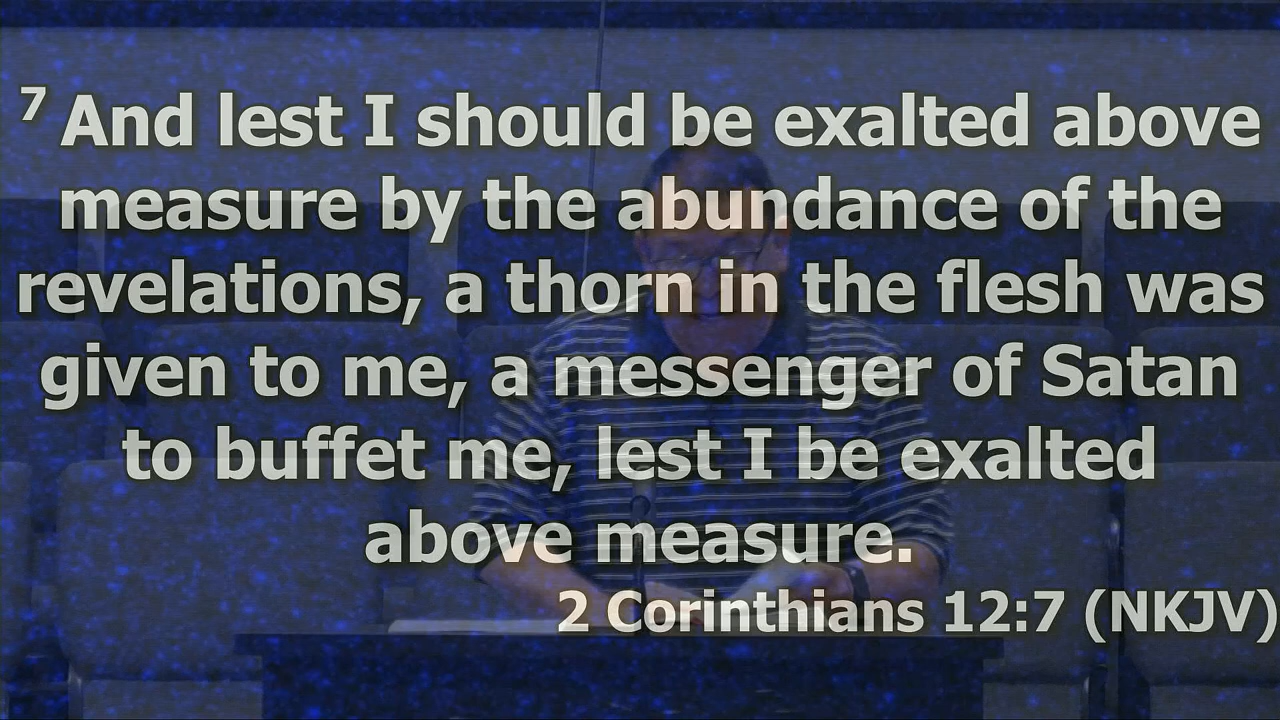 7 And lest I should be exalted above
measure by the abundance of the
revelations, a thorn in the flesh was
given to me, a messenger of Satan
to buffet me, lest I be exalted
above measure.
2 Corinthians 12:7 (NKJV)